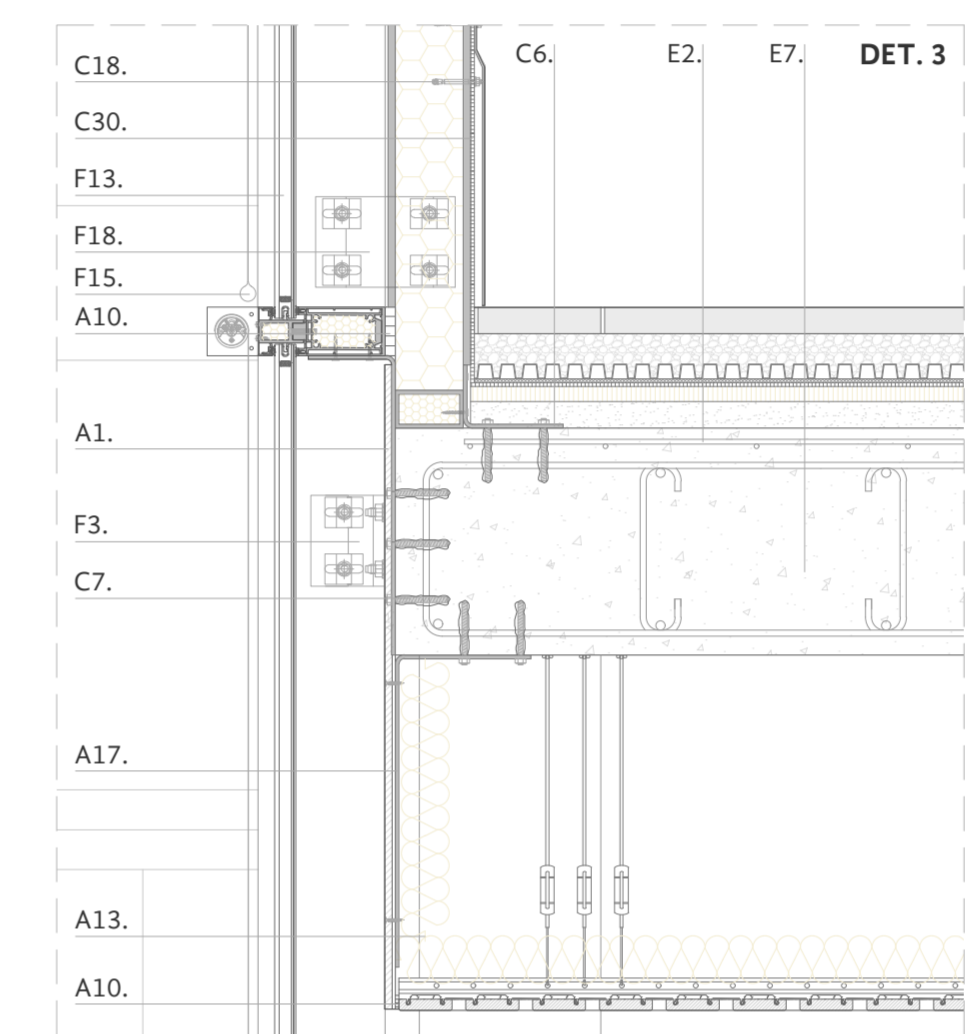 C6. E2. E7. DET. 3
C18.
C30.
F13.
F18.
F15.
A10.
A1.
F3.
C7.
A17.
A13.
A10.